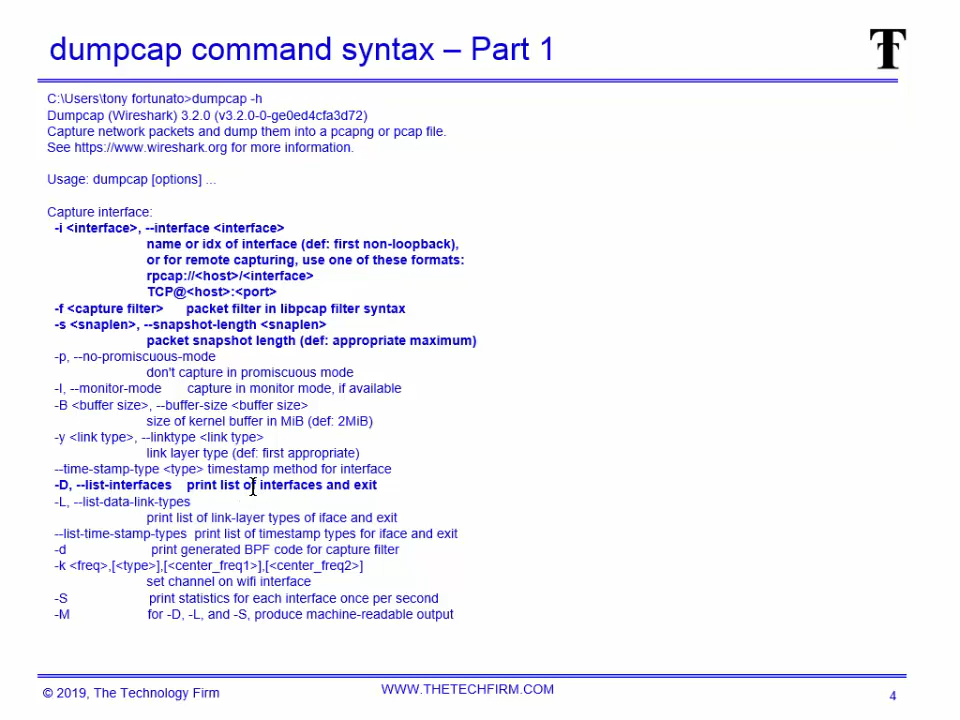 dumpcap command syntax – Part 1
C:\Users\tony fortunato>dumpcap -h
Dumpcap (Wireshark) 3.2.0 (v3.2.0-0-ge0ed4cfa3d72)
Capture network packets and dump them into a pcapng or pcap file.
See https://www.wireshark.org for more information.
Usage: dumpcap [options] ...
Capture interface:
-i <interface>, --interface <interface>
name or idx of interface (def: first non-loopback),
or for remote capturing, use one of these formats:
rpcap://<host>/<interface>
TCP@<host>:<port>
-f <capture filter> packet filter in libpcap filter syntax
-s <snaplen>, --snapshot-length <snaplen>
packet snapshot length (def: appropriate maximum)
-p, --no-promiscuous-mode
don't capture in promiscuous mode
-I, --monitor-mode capture in monitor mode, if available
-B <buffer size>, --buffer-size <buffer size>
size of kernel buffer in MiB (def: 2MiB)
-y <link type>, --linktype <link type>
link layer type (def: first appropriate)
--time-stamp-type <type> timestamp method for interface
-D, --list-interfaces print list of interfaces and exit
-L, --list-data-link-types
print list of link-layer types of iface and exit
--list-time-stamp-types print list of timestamp types for iface and exit
-d print generated BPF code for capture filter
-k <freq>,[<type>],[<center_freq1>],[<center_freq2>]
set channel on wifi interface
-S print statistics for each interface once per second
-M for -D, -L, and -S, produce machine-readable output
© 2019, The Technology Firm
WWW.THETECHFIRM.COM
4